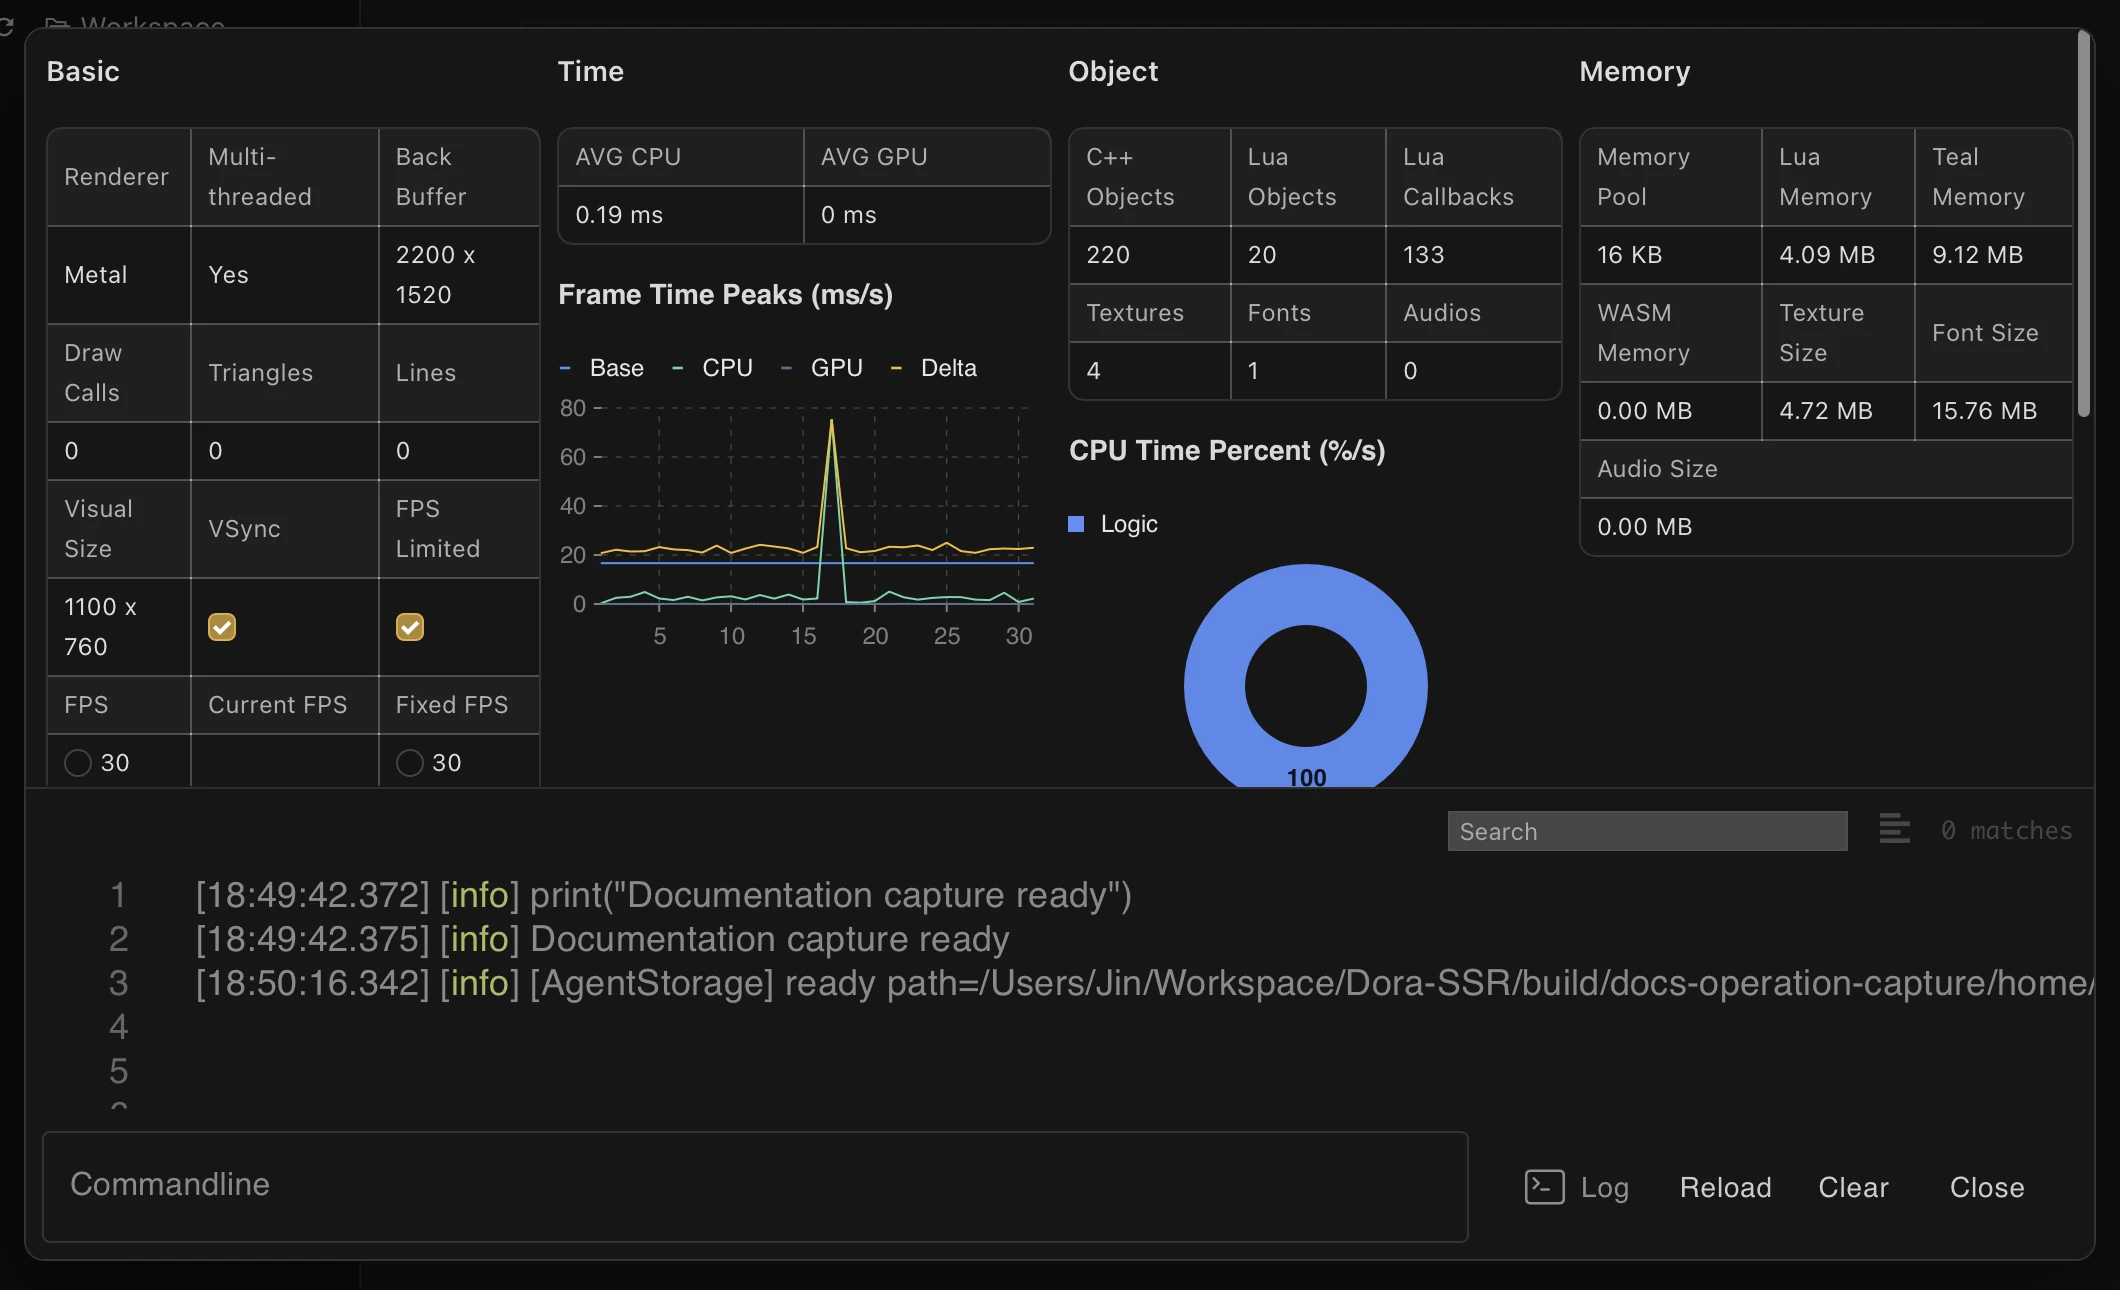 Workspace
Basic
Renderer
Multi-
threaded
Back
Buffer
Metal
Yes
2200 x
1520
Draw
Calls
Triangles
Lines
0
0
0
Visual
Size
VSync
FPS
Limited
1100 x
760
FPS
Current FPS
Fixed FPS
30
30
Time
AVG CPU
AVG GPU
0.19 ms
0 ms
Frame Time Peaks (ms/s)
Base
CPU
GPU
Delta
80
60
40
20
0
5
10
15
20
25
30
Object
C++
Objects
Lua
Objects
Lua
Callbacks
220
20
133
Textures
Fonts
Audios
4
1
0
CPU Time Percent (%/s)
Logic
100
Memory
Memory
Pool
Lua
Memory
Teal
Memory
16 KB
4.09 MB
9.12 MB
WASM
Memory
Texture
Size
Font Size
0.00 MB
4.72 MB
15.76 MB
Audio Size
0.00 MB
Search
0 matches
1 [18:49:42.372] [info] print("Documentation capture ready")
2 [18:49:42.375] [info] Documentation capture ready
3 [18:50:16.342] [info] [AgentStorage] ready path=/Users/Jin/Workspace/Dora-SSR/build/docs-operation-capture/home/
4
5
Commandline
Log
Reload
Clear
Close